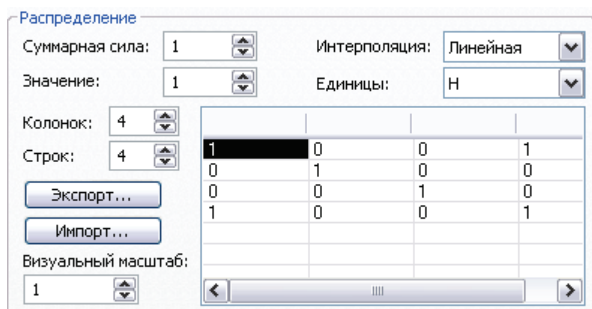 Распределение
Суммарная сила: 1 Интерполяция: Линейная
Значение: 1 Единицы: Н
Колонок: 4
Строк: 4
1 0 0 1
0 1 0 0
0 0 1 0
1 0 0 1
Экспорт...
Импорт...
Визуальный масштаб:
1